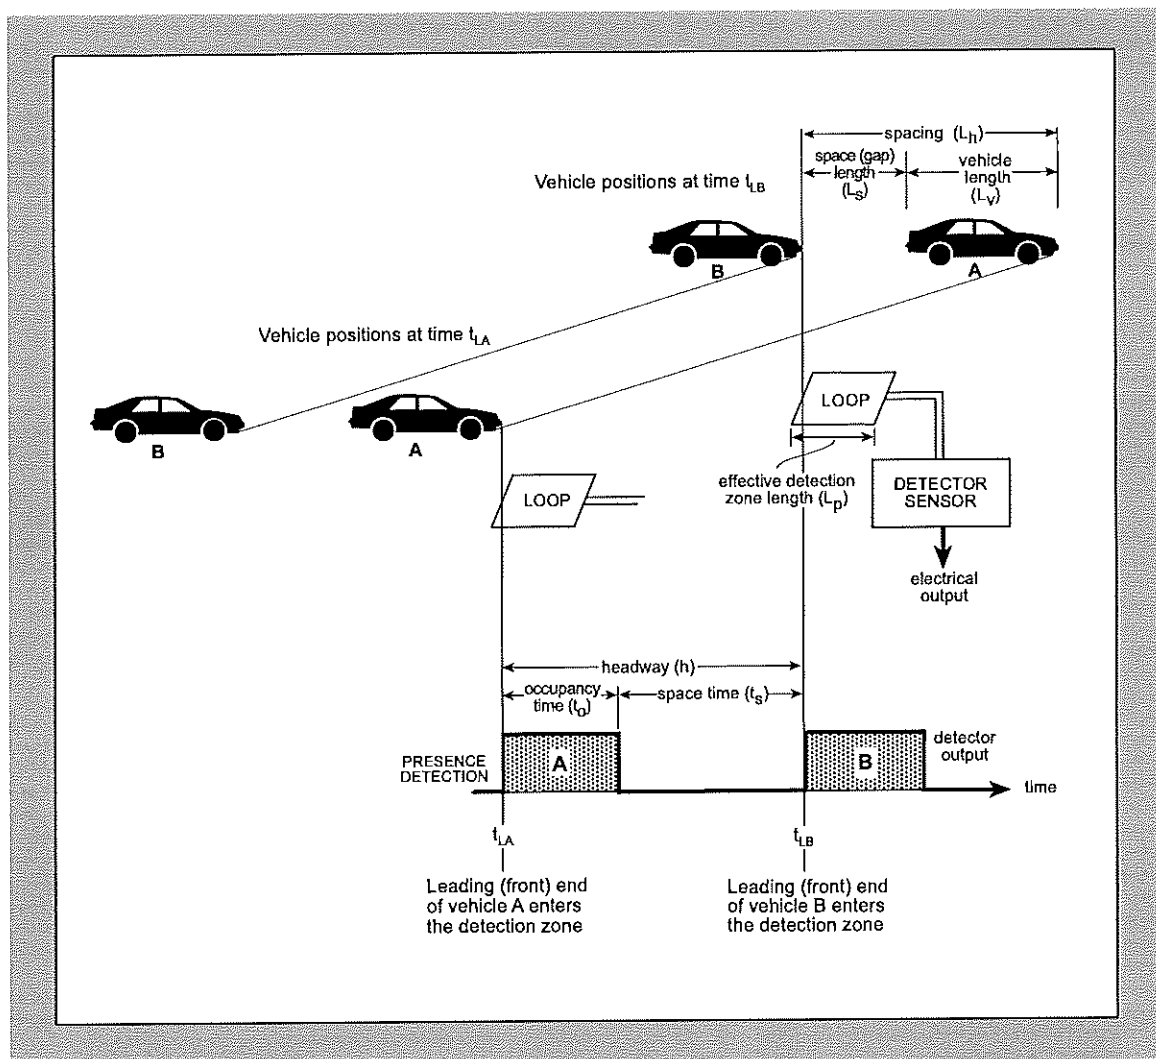 spacing (Lh)
space (gap)
length
(Ls)
vehicle
length
(Lv)
Vehicle positions at time tLB
B
A
Vehicle positions at time tLA
B
A
LOOP
LOOP
effective detection
zone length (Lp)
DETECTOR
SENSOR
electrical
output
headway (h)
occupancy
time (to)
space time (ts)
PRESENCE
DETECTION
A
B
detector
output
time
tLA
tLB
Leading (front) end
of vehicle A enters
the detection zone
Leading (front) end
of vehicle B enters
the detection zone